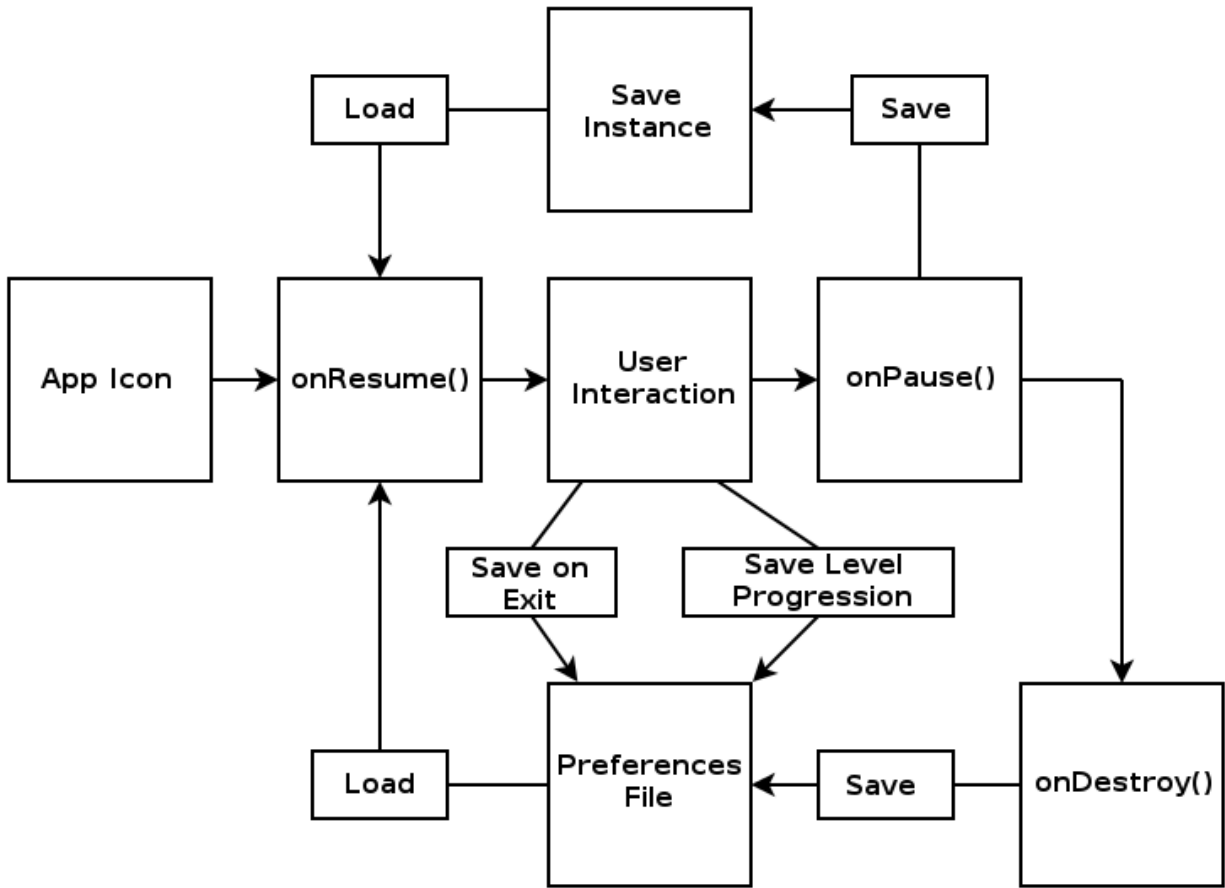 Save
Instance
Load
Save
App Icon
onResume()
User
Interaction
onPause()
Save on
Exit
Save Level
Progression
Load
Preferences
File
Save
onDestroy()